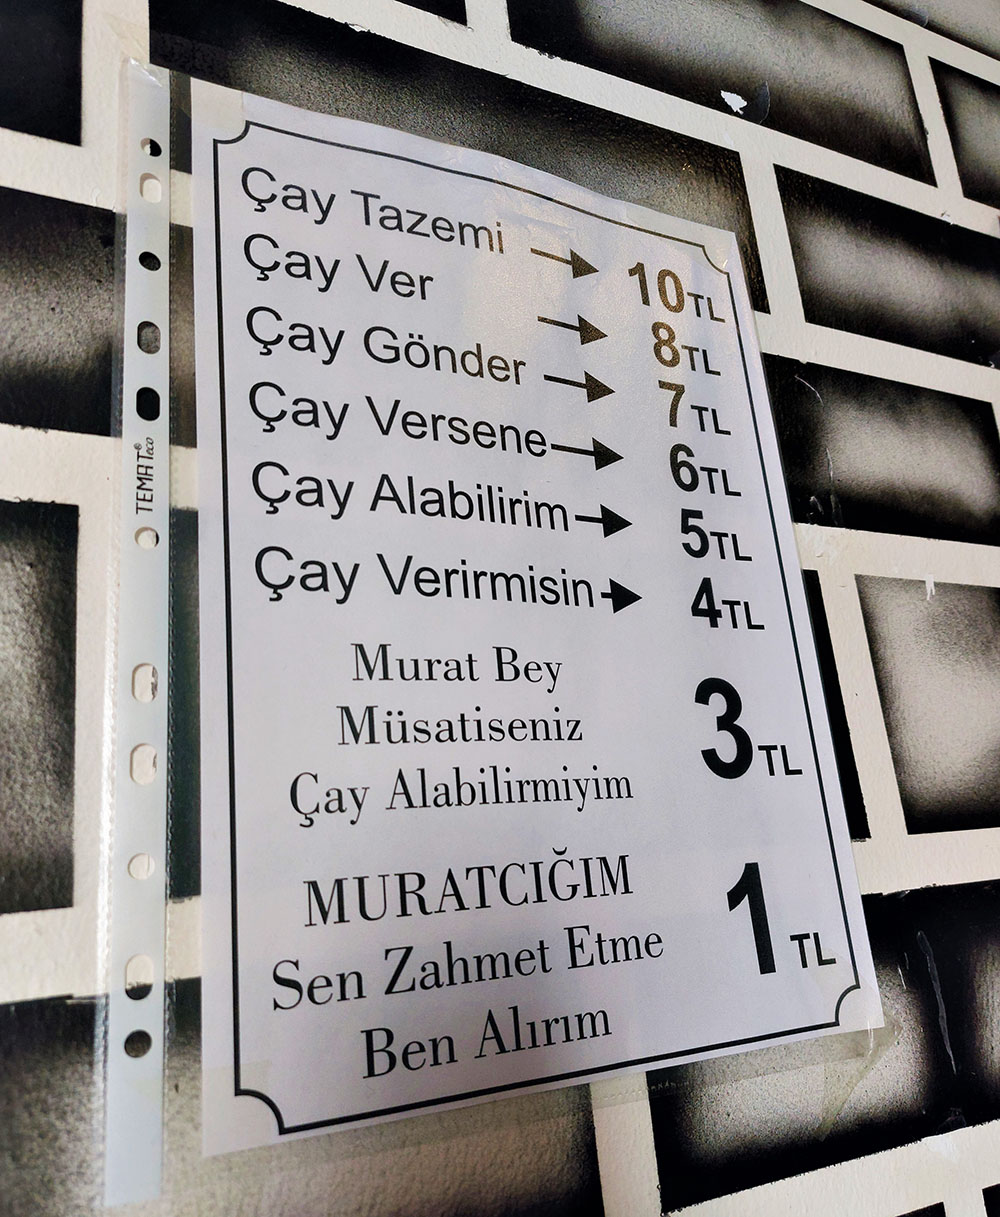 Çay Tazemi → 10TL
Çay Ver → 8TL
Çay Gönder → 7TL
Çay Versene → 6TL
Çay Alabilirim → 5TL
Çay Verirmisin → 4TL
Murat Bey
Müsatiseniz
Çay Alabilirmiyim
3TL
MURATCIĞIM
Sen Zahmet Etme
Ben Alırım
1TL
TEMAT® eco